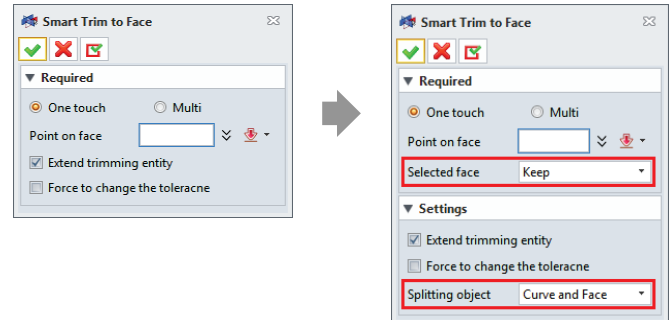 Smart Trim to Face
Required
One touch Multi
Point on face
Extend trimming entity
Force to change the toleracne
Smart Trim to Face
Required
One touch Multi
Point on face
Selected face Keep
Settings
Extend trimming entity
Force to change the toleracne
Splitting object Curve and Face